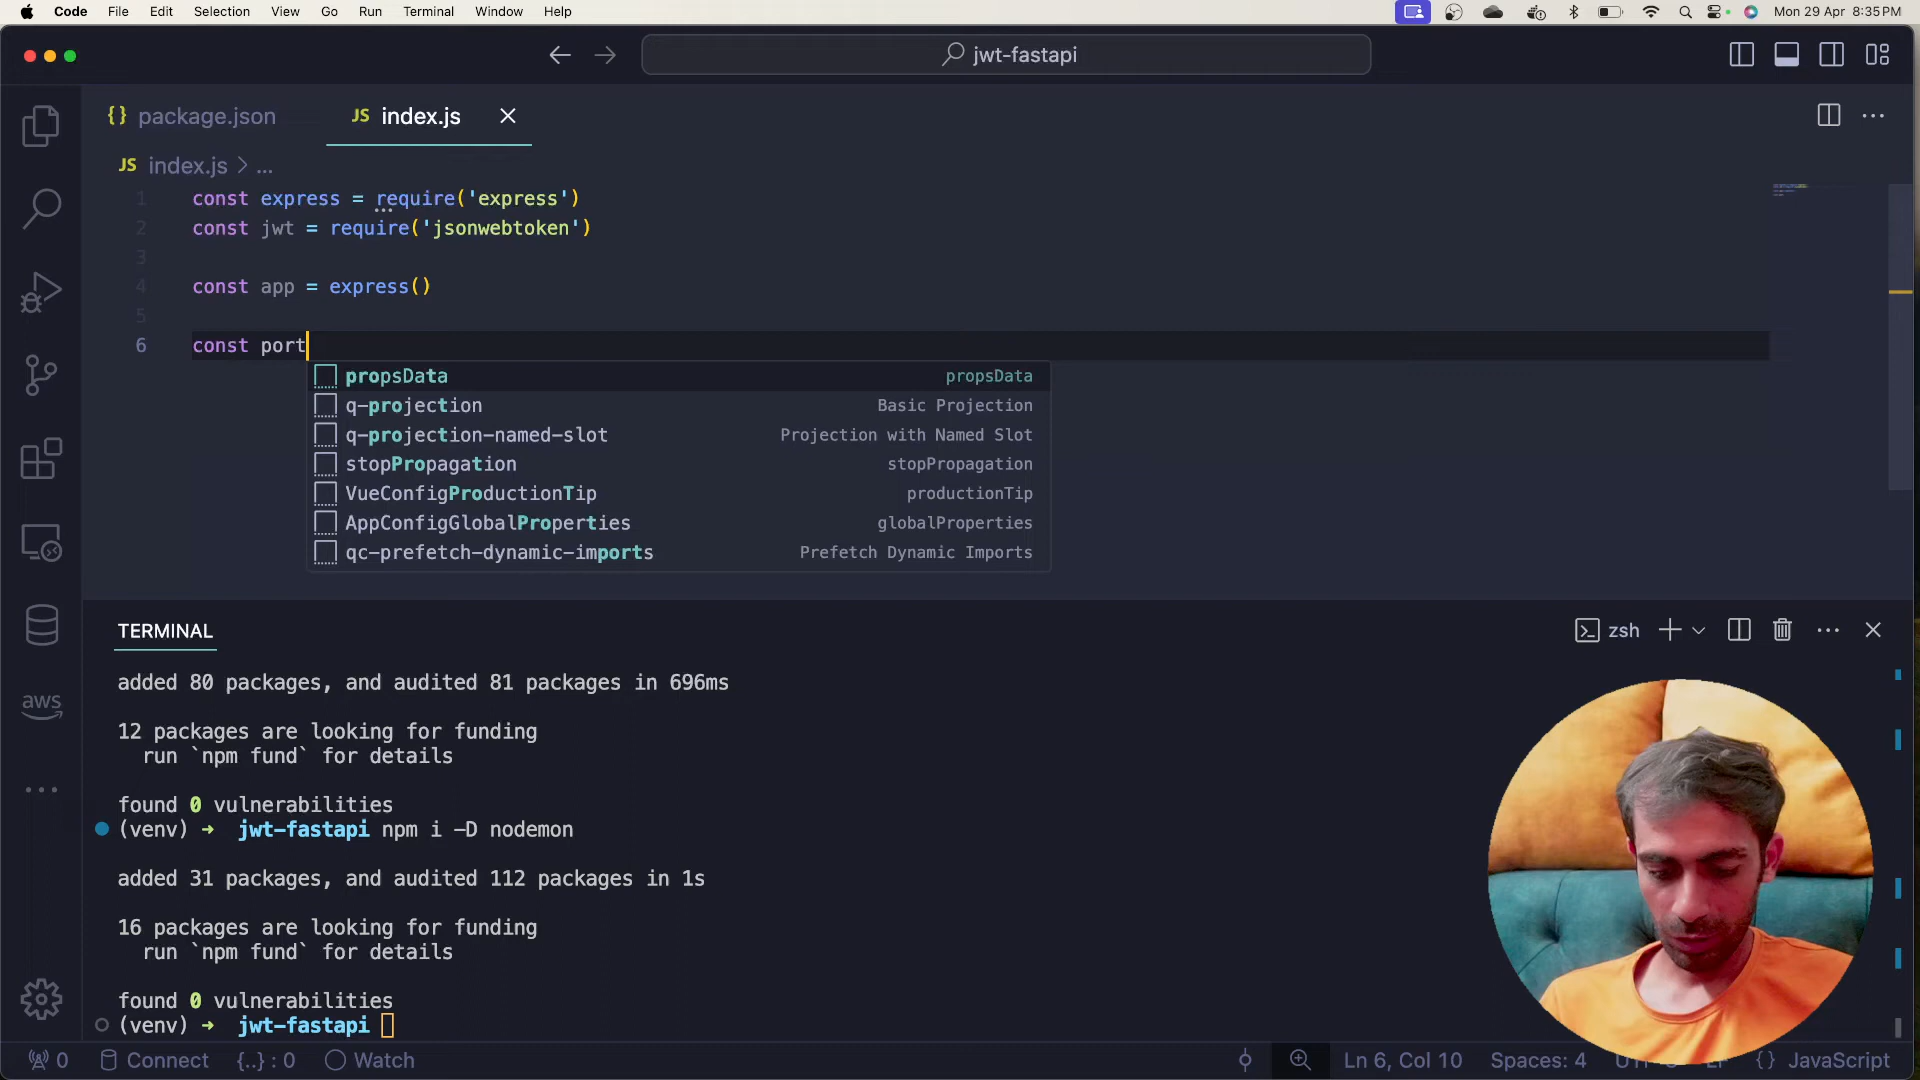 Code File Edit Selection View Go Run Terminal Window Help Mon 29 Apr 8:35 PM
jwt-fastapi
{} package.json JS index.js
JS index.js > ...
1 const express = require('express')
2 const jwt = require('jsonwebtoken')
3
4 const app = express()
5
6 const port
propsData propsData
q-projection Basic Projection
q-projection-named-slot Projection with Named Slot
stopPropagation stopPropagation
VueConfigProductionTip productionTip
AppConfigGlobalProperties globalProperties
qc-prefetch-dynamic-imports Prefetch Dynamic Imports
aws
TERMINAL zsh
added 80 packages, and audited 81 packages in 696ms
12 packages are looking for funding
run `npm fund` for details
found 0 vulnerabilities
(venv) ➜ jwt-fastapi npm i -D nodemon
added 31 packages, and audited 112 packages in 1s
16 packages are looking for funding
run `npm fund` for details
found 0 vulnerabilities
(venv) ➜ jwt-fastapi
0 Connect {..} : 0 Watch Ln 6, Col 10 Spaces: 4 {} JavaScript